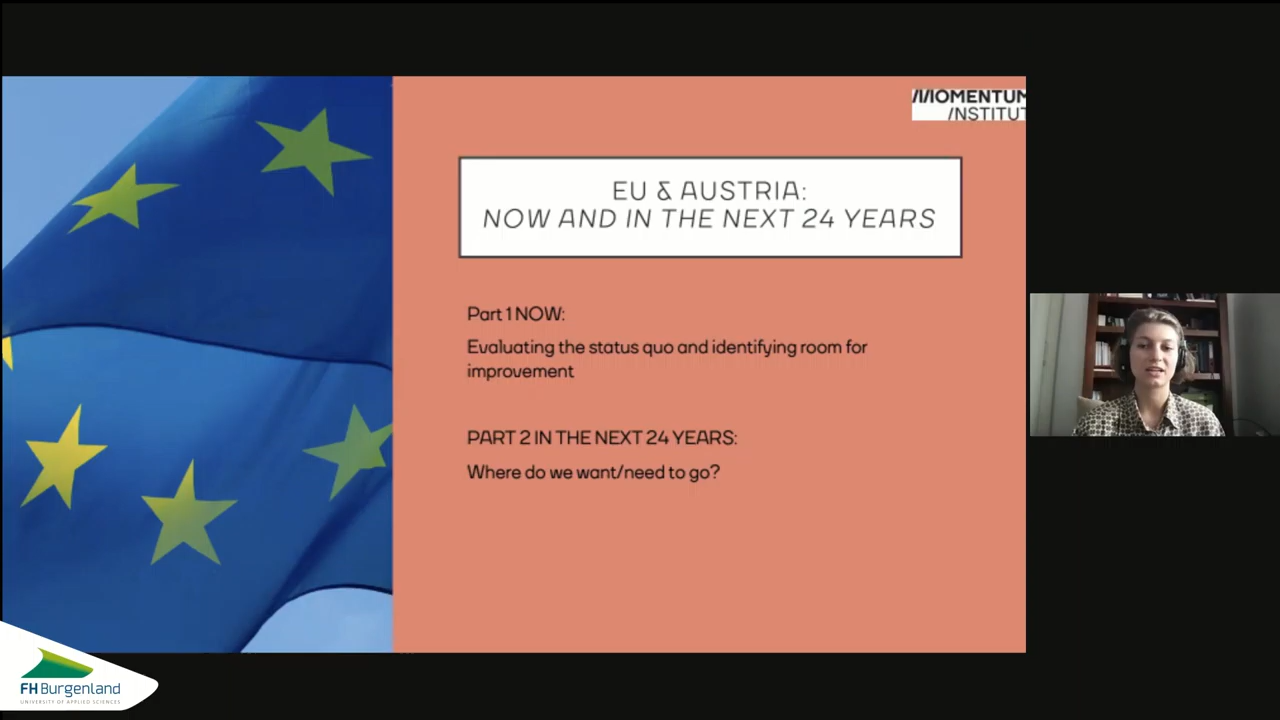 MOMENTUM
/NSTITUT
EU & AUSTRIA:
NOW AND IN THE NEXT 24 YEARS
Part 1 NOW:
Evaluating the status quo and identifying room for
improvement
PART 2 IN THE NEXT 24 YEARS:
Where do we want/need to go?
FH Burgenland
UNIVERSITY OF APPLIED SCIENCES